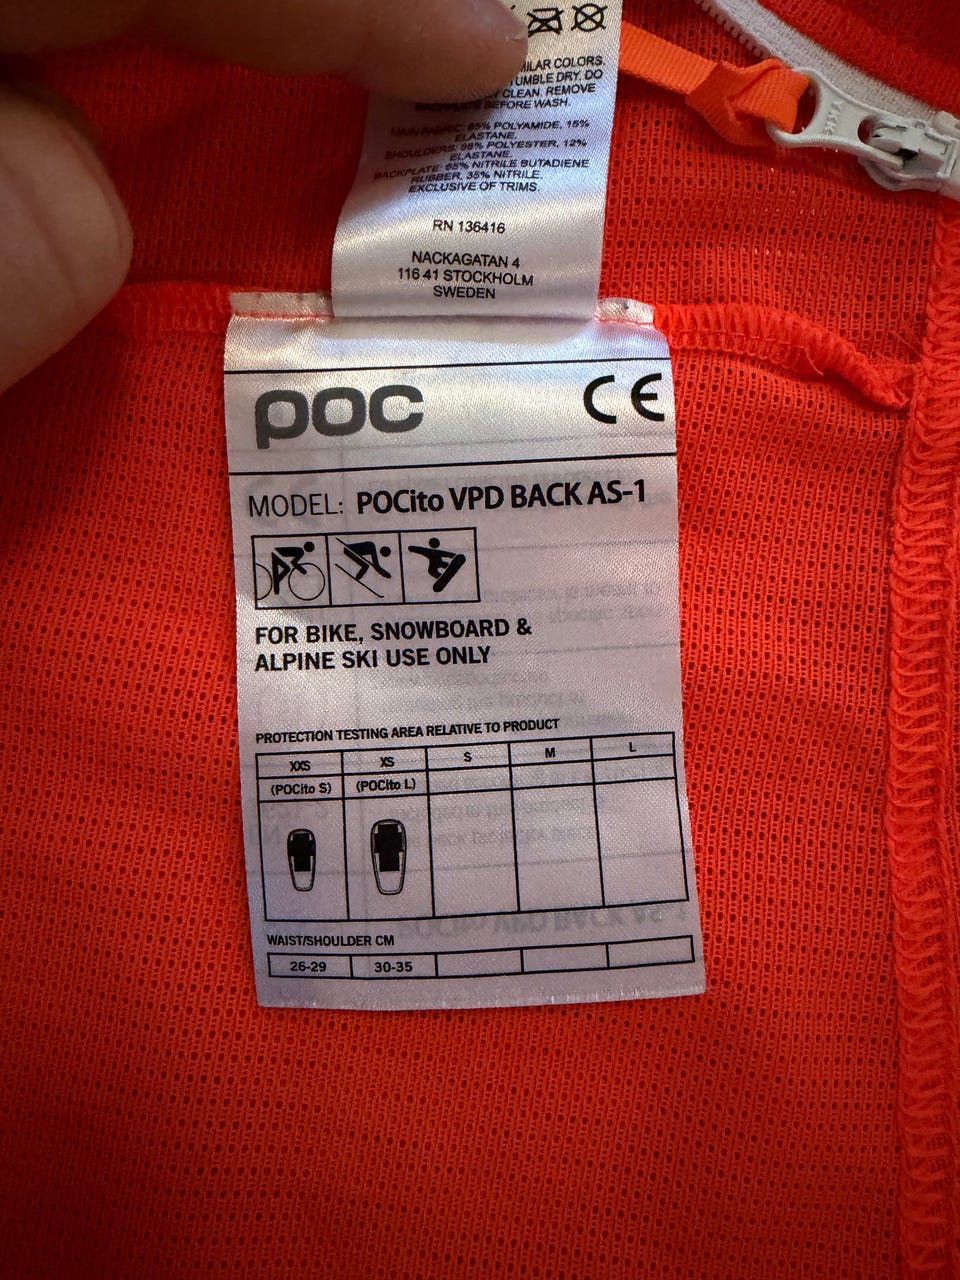 MILAR COLORS.
TUMBLE DRY. DO
CLEAN. REMOVE
BACKPLATE BEFORE WASH.
MAIN FABRIC: 85% POLYAMIDE, 15%
ELASTANE.
SHOULDERS: 88% POLYESTER, 12%
ELASTANE.
BACKPLATE: 65% NITRILE BUTADIENE
RUBBER, 35% NITRILE.
EXCLUSIVE OF TRIMS.
RN 136416
NACKAGATAN 4
116 41 STOCKHOLM
SWEDEN
POC CE
MODEL: POCito VPD BACK AS-1
FOR BIKE, SNOWBOARD &
ALPINE SKI USE ONLY
PROTECTION TESTING AREA RELATIVE TO PRODUCT
XXS XS S M L
(POCito S) (POCito L)
WAIST/SHOULDER CM
26-29 30-35